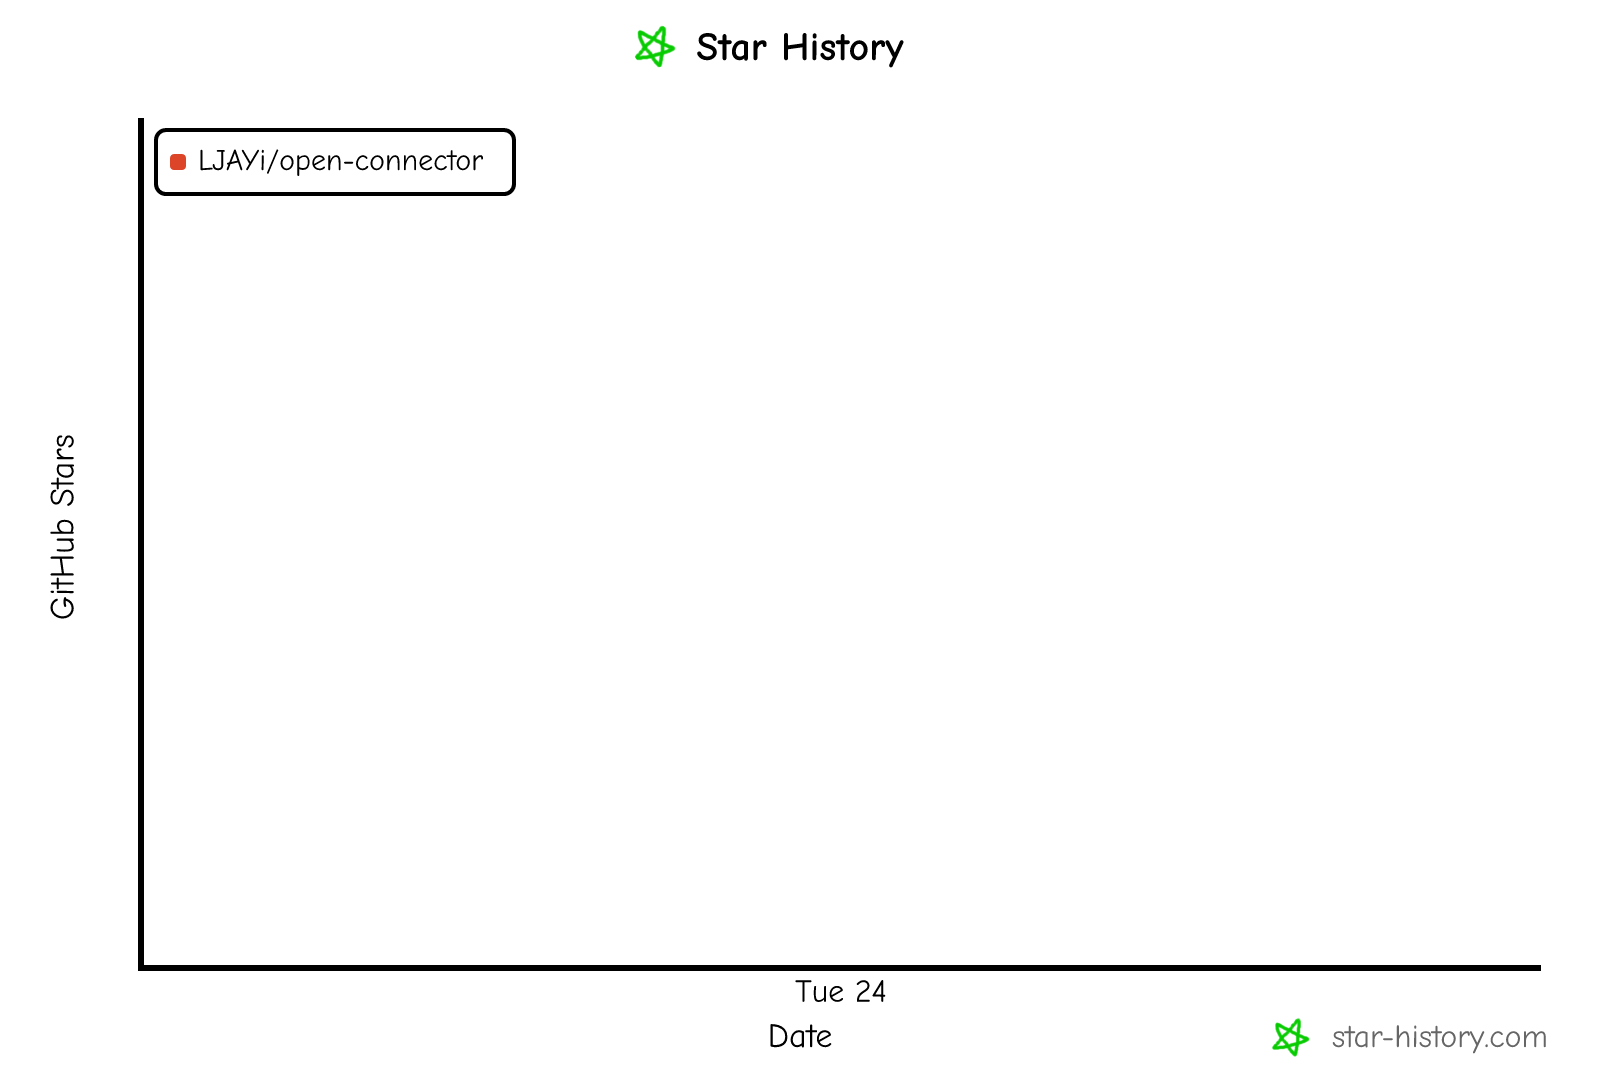 Star History
LJAYi/open-connector
GitHub Stars
Tue 24
Date
star-history.com